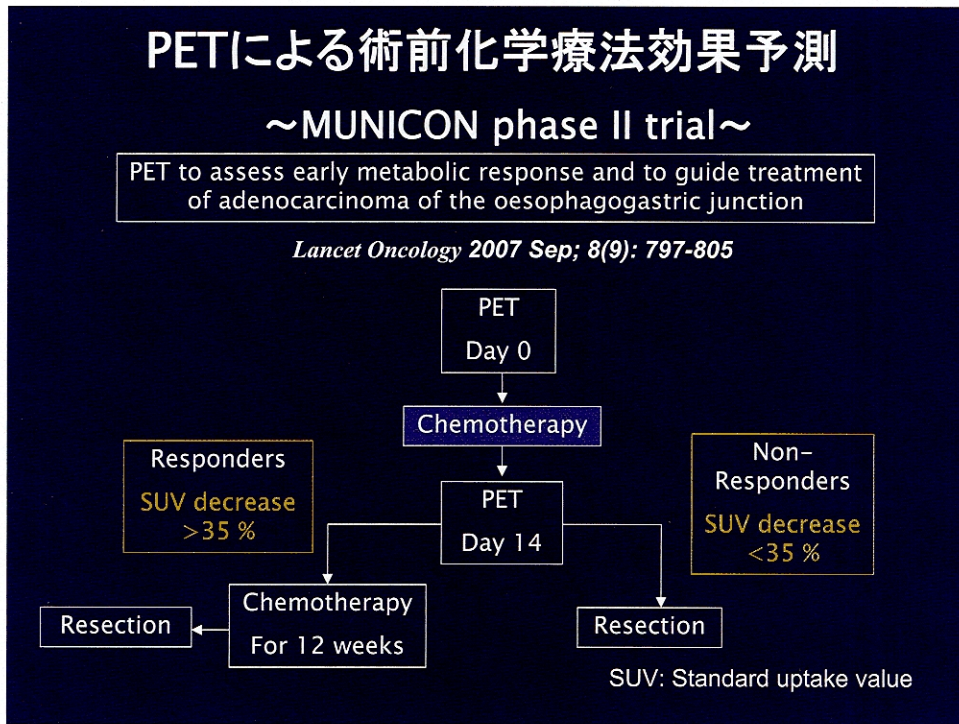 PETによる術前化学療法効果予測
～MUNICON phase II trial～
PET to assess early metabolic response and to guide treatment
of adenocarcinoma of the oesophagogastric junction
Lancet Oncology 2007 Sep; 8(9): 797-805
PET
Day 0
Chemotherapy
Responders
SUV decrease
>35 %
PET
Day 14
Non-
Responders
SUV decrease
<35 %
Resection
Chemotherapy
For 12 weeks
Resection
SUV: Standard uptake value